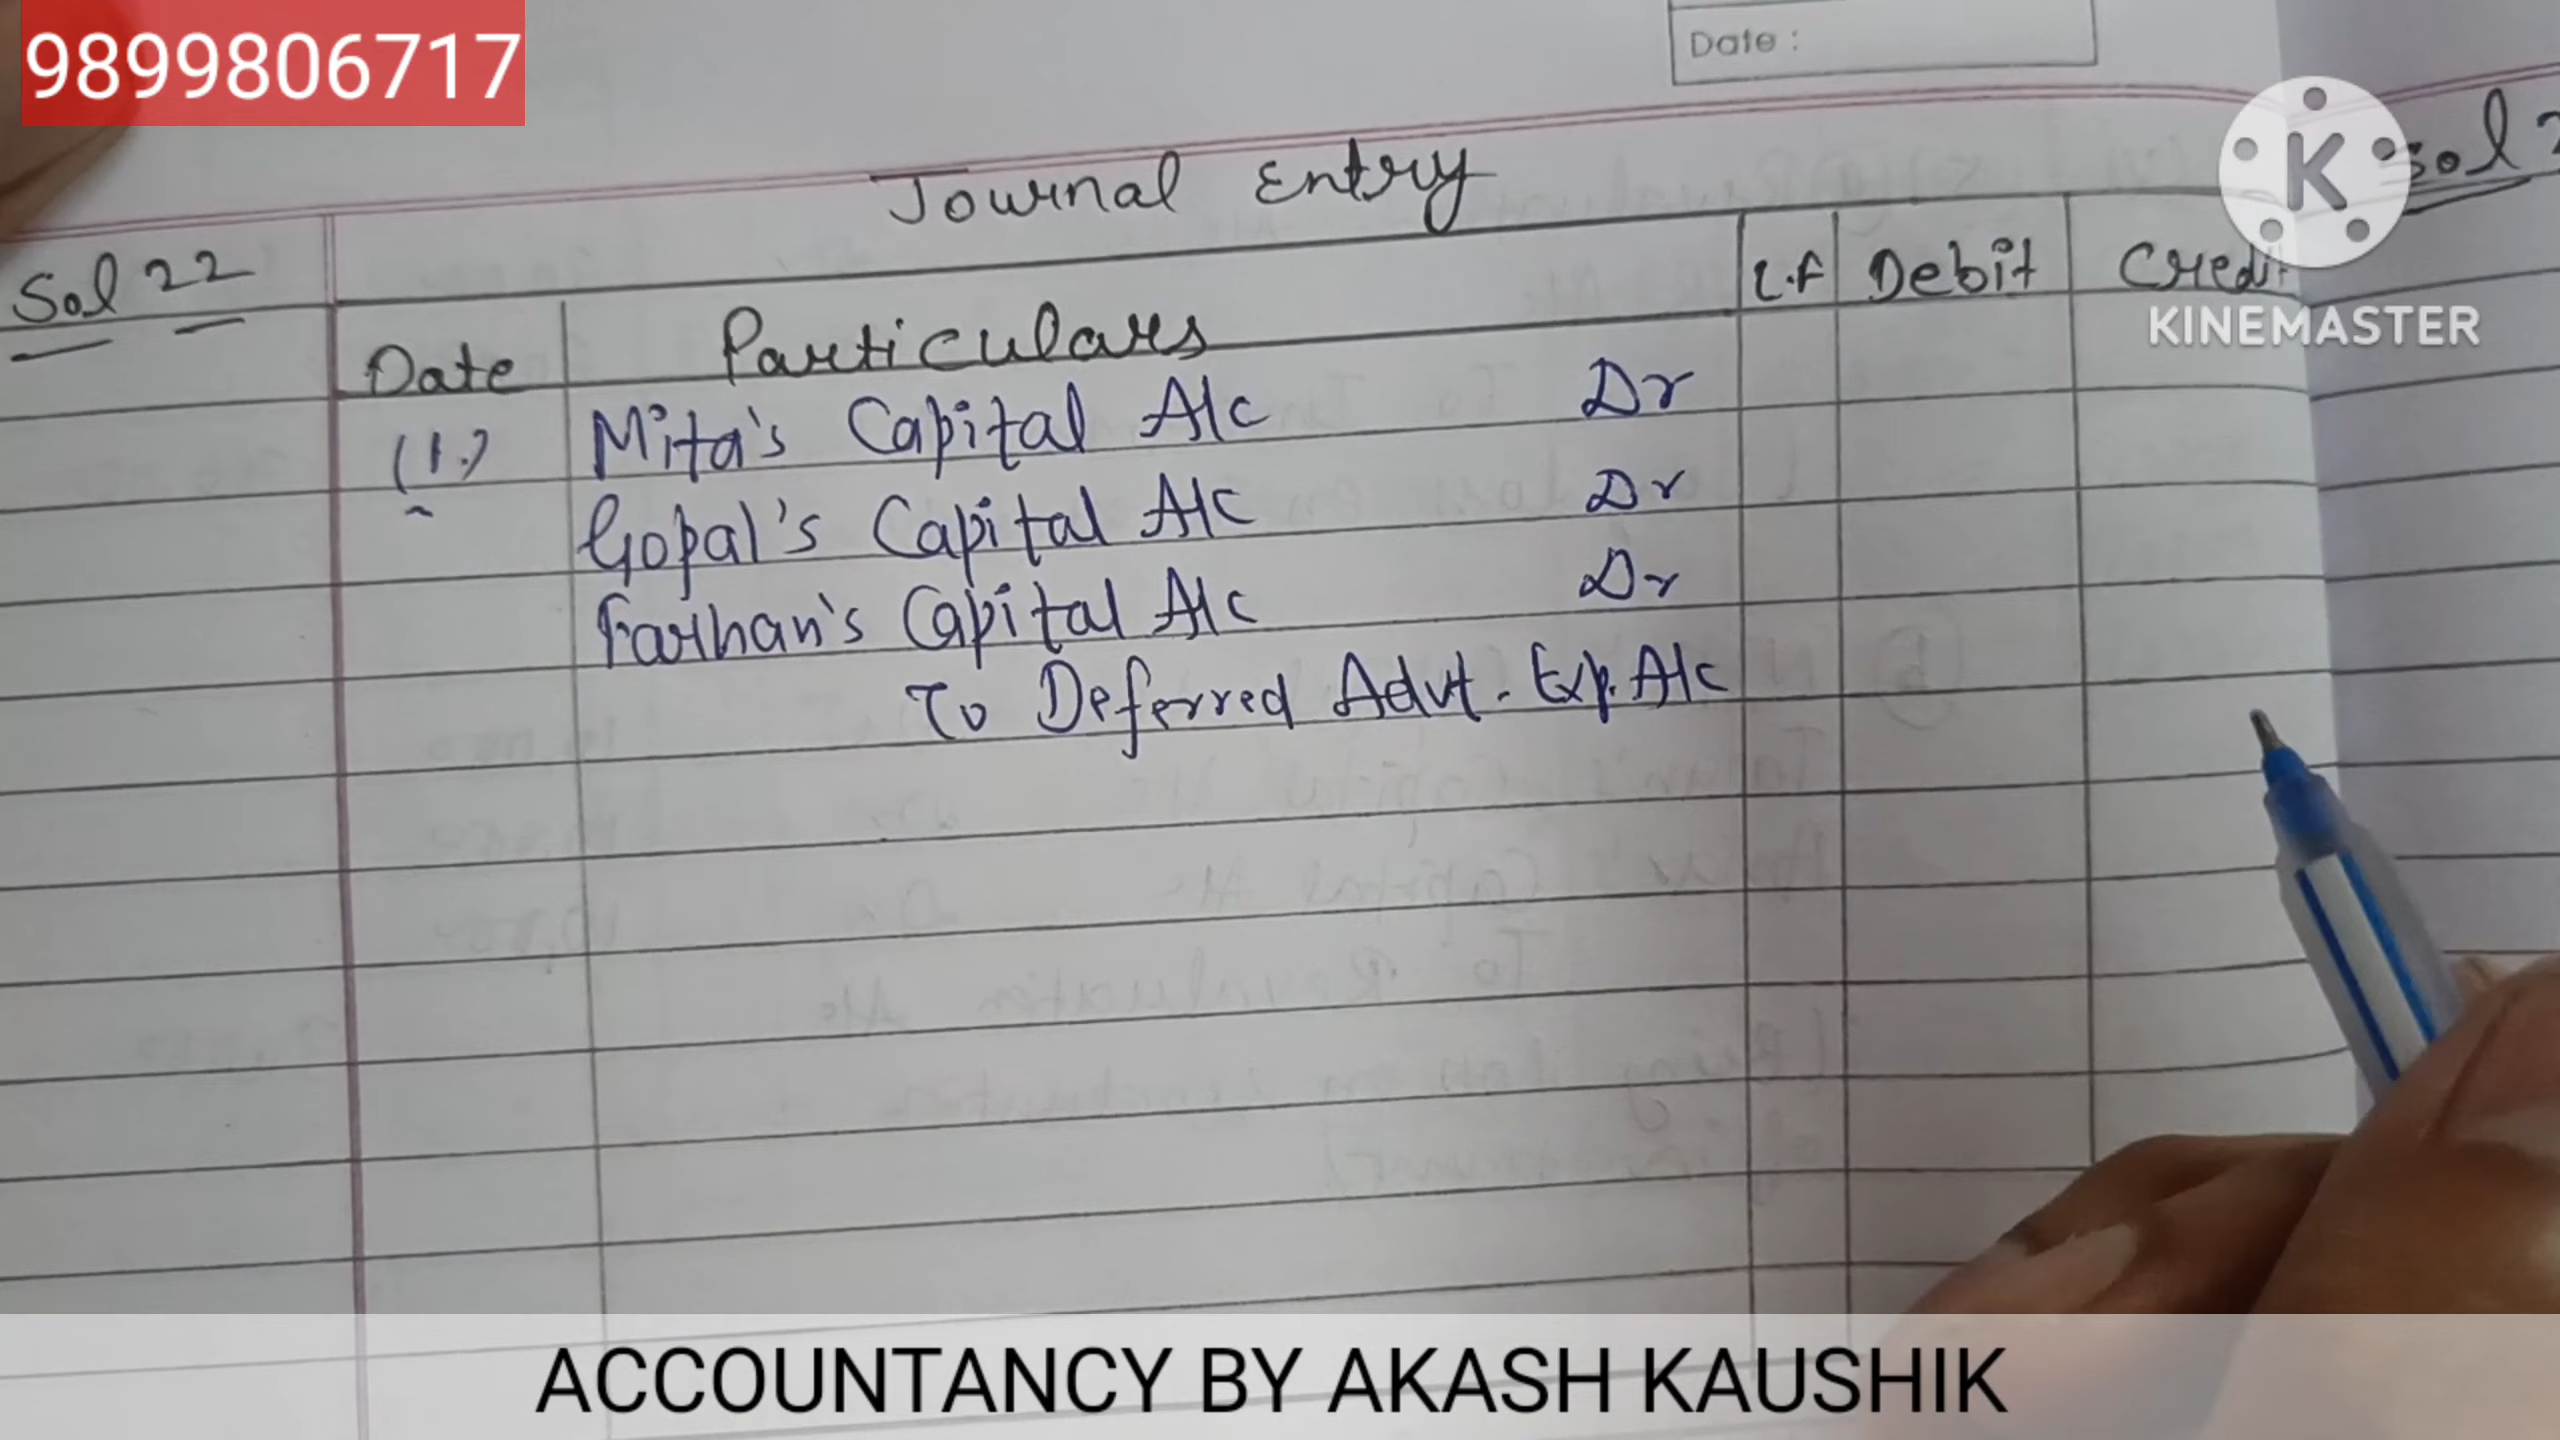 9899806717
Date :
Journal Entry
Sol 22
Sol
Date Particulars L.F Debit Credit
(1.) Mita's Capital A/c Dr
Gopal's Capital A/c Dr
Farhan's Capital A/c Dr
To Deferred Advt. Exp. A/c
K
KINEMASTER
ACCOUNTANCY BY AKASH KAUSHIK